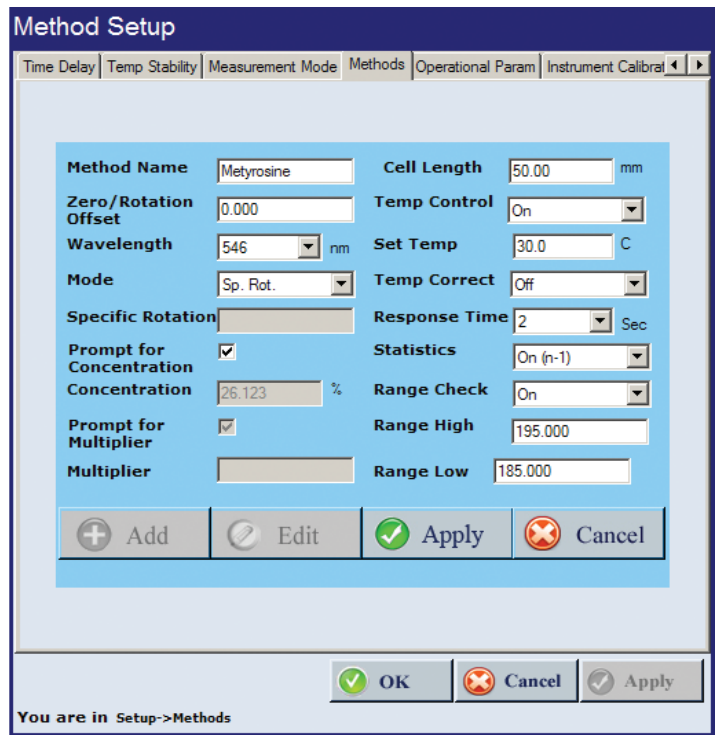 Method Setup
Time Delay Temp Stability Measurement Mode Methods Operational Param Instrument Calibrat
Method Name Metyrosine Cell Length 50.00 mm
Zero/Rotation Offset 0.000 Temp Control On
Wavelength 546 nm Set Temp 30.0 C
Mode Sp. Rot. Temp Correct Off
Specific Rotation Response Time 2 Sec
Prompt for Concentration Statistics On (n-1)
Concentration 26.123 % Range Check On
Prompt for Multiplier Range High 195.000
Multiplier Range Low 185.000
Add Edit Apply Cancel
OK Cancel Apply
You are in Setup->Methods